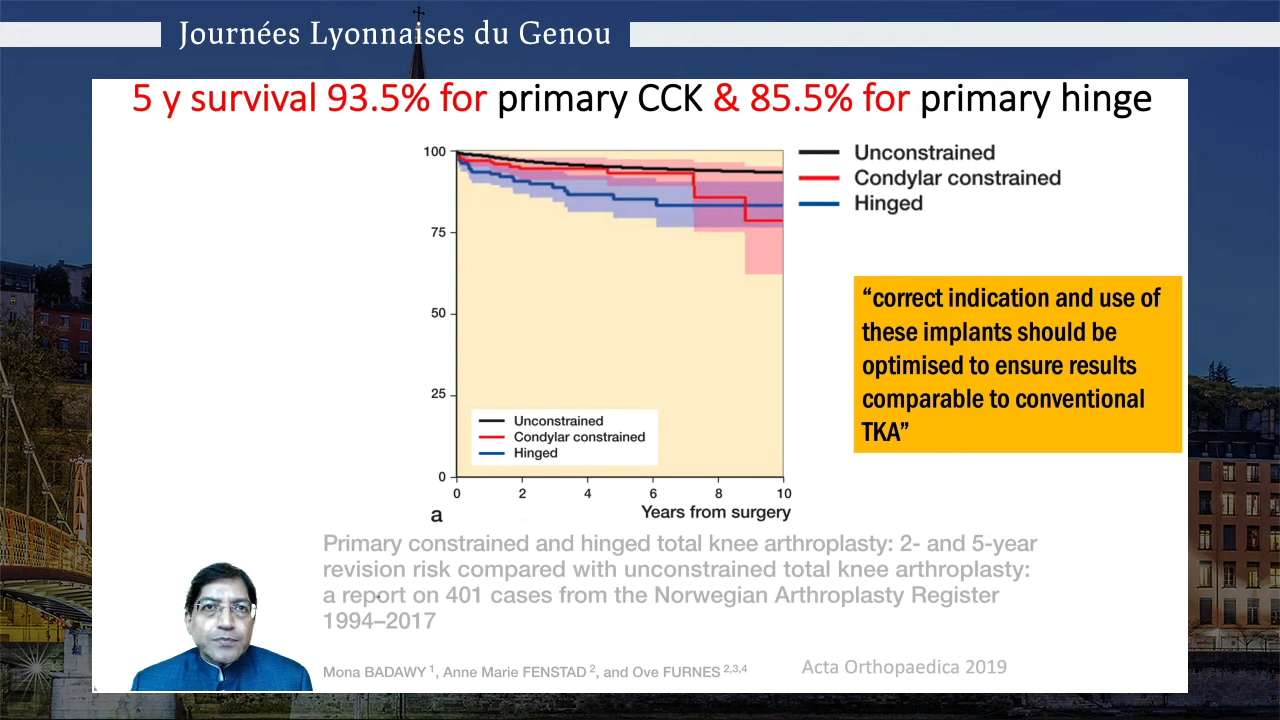 Journées Lyonnaises du Genou
5 y survival 93.5% for primary CCK & 85.5% for primary hinge
100
75
50
25
0
0 2 4 6 8 10
a
Years from surgery
Unconstrained
Condylar constrained
Hinged
Unconstrained
Condylar constrained
Hinged
“correct indication and use of
these implants should be
optimised to ensure results
comparable to conventional
TKA”
Primary constrained and hinged total knee arthroplasty: 2- and 5-year
revision risk compared with unconstrained total knee arthroplasty:
a report on 401 cases from the Norwegian Arthroplasty Register
1994–2017
Mona BADAWY 1, Anne Marie FENSTAD 2, and Ove FURNES 2,3,4
Acta Orthopaedica 2019